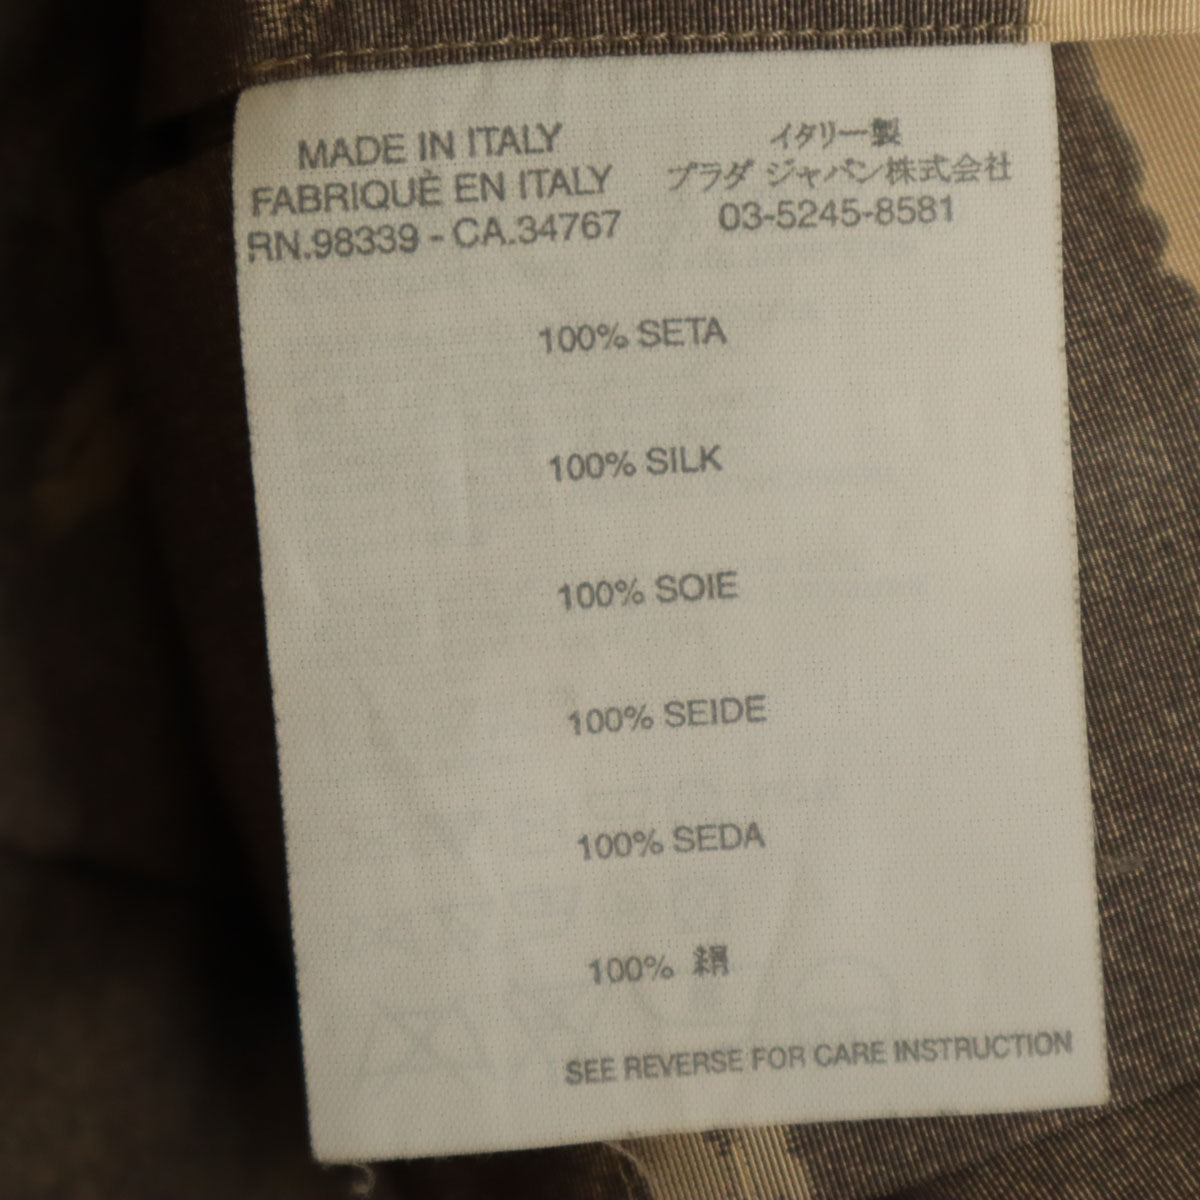 MADE IN ITALY
FABRIQUÈ EN ITALY
RN.98339 - CA.34767
イタリー製
プラダ ジャパン株式会社
03-5245-8581
100% SETA
100% SILK
100% SOIE
100% SEIDE
100% SEDA
100% 絹
SEE REVERSE FOR CARE INSTRUCTION